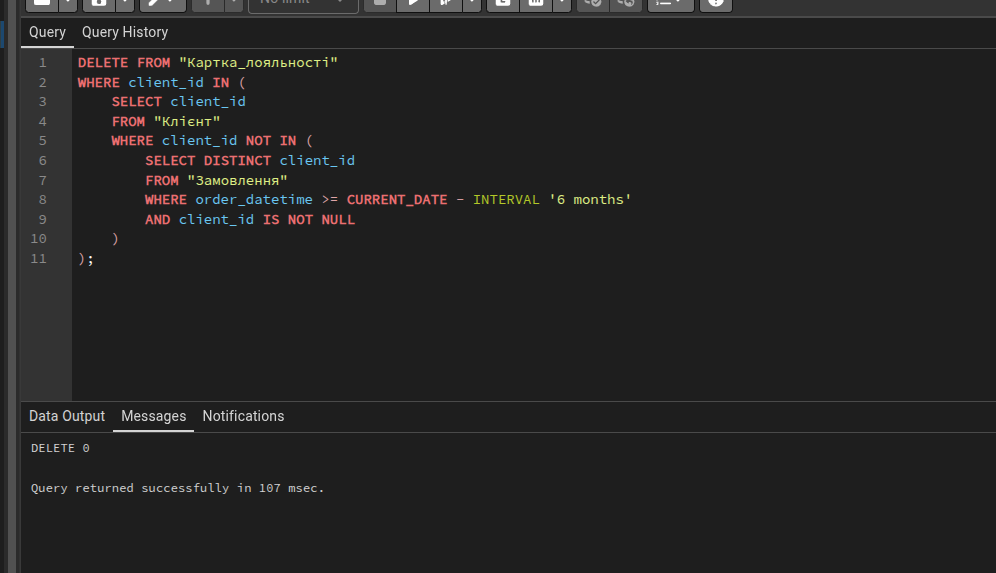 No limit
Query Query History
1 DELETE FROM "Картка_лояльності"
2 WHERE client_id IN (
3 SELECT client_id
4 FROM "Клієнт"
5 WHERE client_id NOT IN (
6 SELECT DISTINCT client_id
7 FROM "Замовлення"
8 WHERE order_datetime >= CURRENT_DATE - INTERVAL '6 months'
9 AND client_id IS NOT NULL
10 )
11 );
Data Output Messages Notifications
DELETE 0
Query returned successfully in 107 msec.